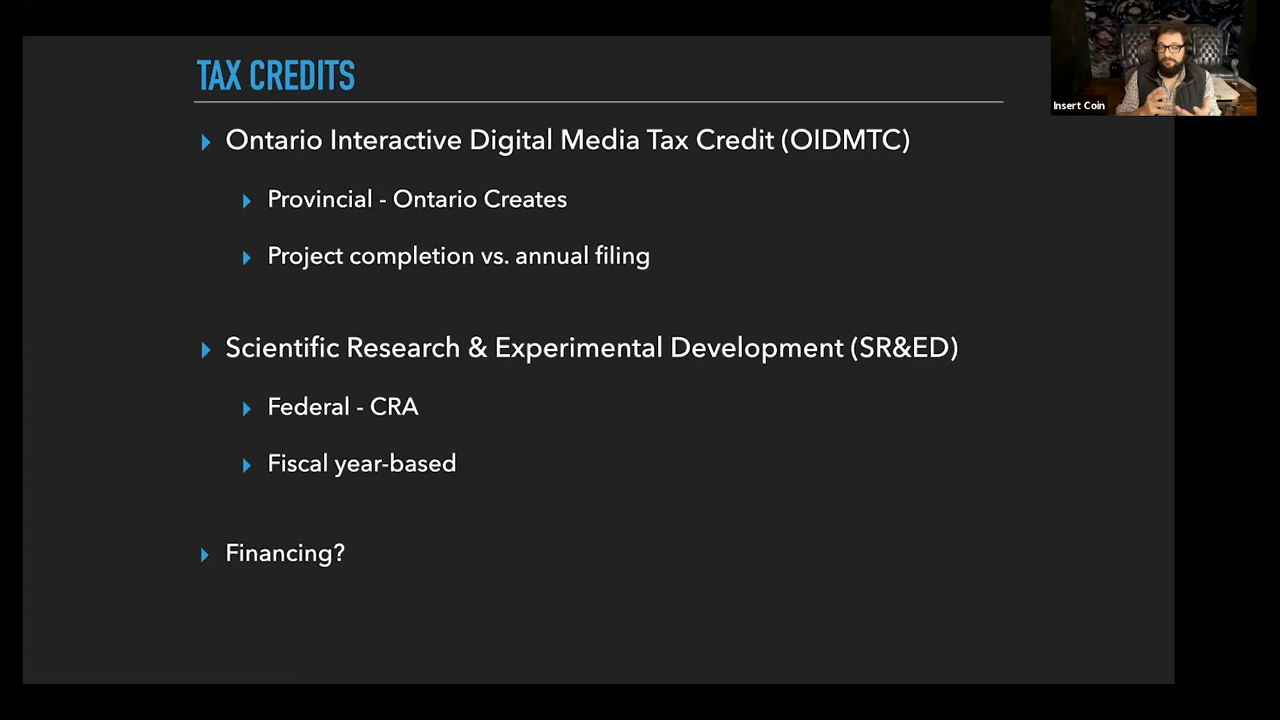 TAX CREDITS
Insert Coin
Ontario Interactive Digital Media Tax Credit (OIDMTC)
Provincial - Ontario Creates
Project completion vs. annual filing
Scientific Research & Experimental Development (SR&ED)
Federal - CRA
Fiscal year-based
Financing?